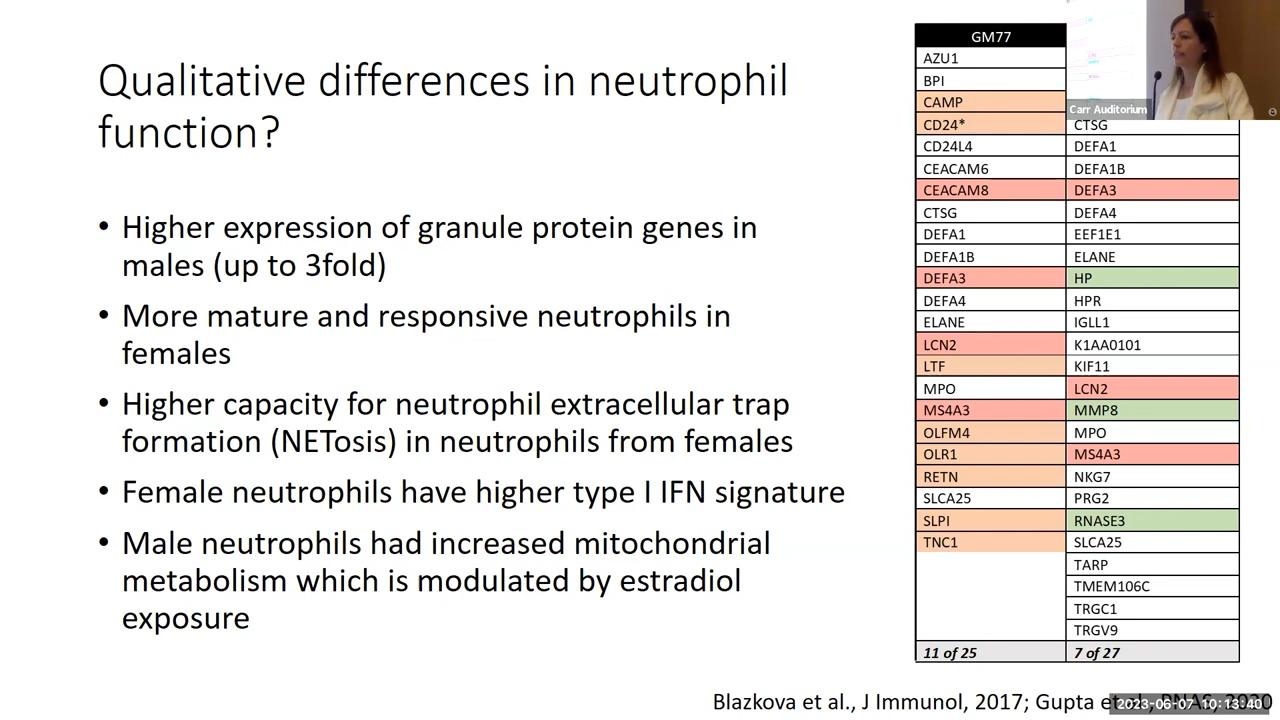 Qualitative differences in neutrophil
function?
• Higher expression of granule protein genes in
males (up to 3fold)
• More mature and responsive neutrophils in
females
• Higher capacity for neutrophil extracellular trap
formation (NETosis) in neutrophils from females
• Female neutrophils have higher type I IFN signature
• Male neutrophils had increased mitochondrial
metabolism which is modulated by estradiol
exposure
GM77
AZU1
BPI
CAMP
CD24*
CD24L4
CEACAM6
CEACAM8
CTSG
DEFA1
DEFA1B
DEFA3
DEFA4
ELANE
LCN2
LTF
MPO
MS4A3
OLFM4
OLR1
RETN
SLCA25
SLPI
TNC1
11 of 25
Carr Auditorium
CTSG
DEFA1
DEFA1B
DEFA3
DEFA4
EEF1E1
ELANE
HP
HPR
IGLL1
K1AA0101
KIF11
LCN2
MMP8
MPO
MS4A3
NKG7
PRG2
RNASE3
SLCA25
TARP
TMEM106C
TRGC1
TRGV9
7 of 27
Blazkova et al., J Immunol, 2017; Gupta et
2023-06-07 10:13:40